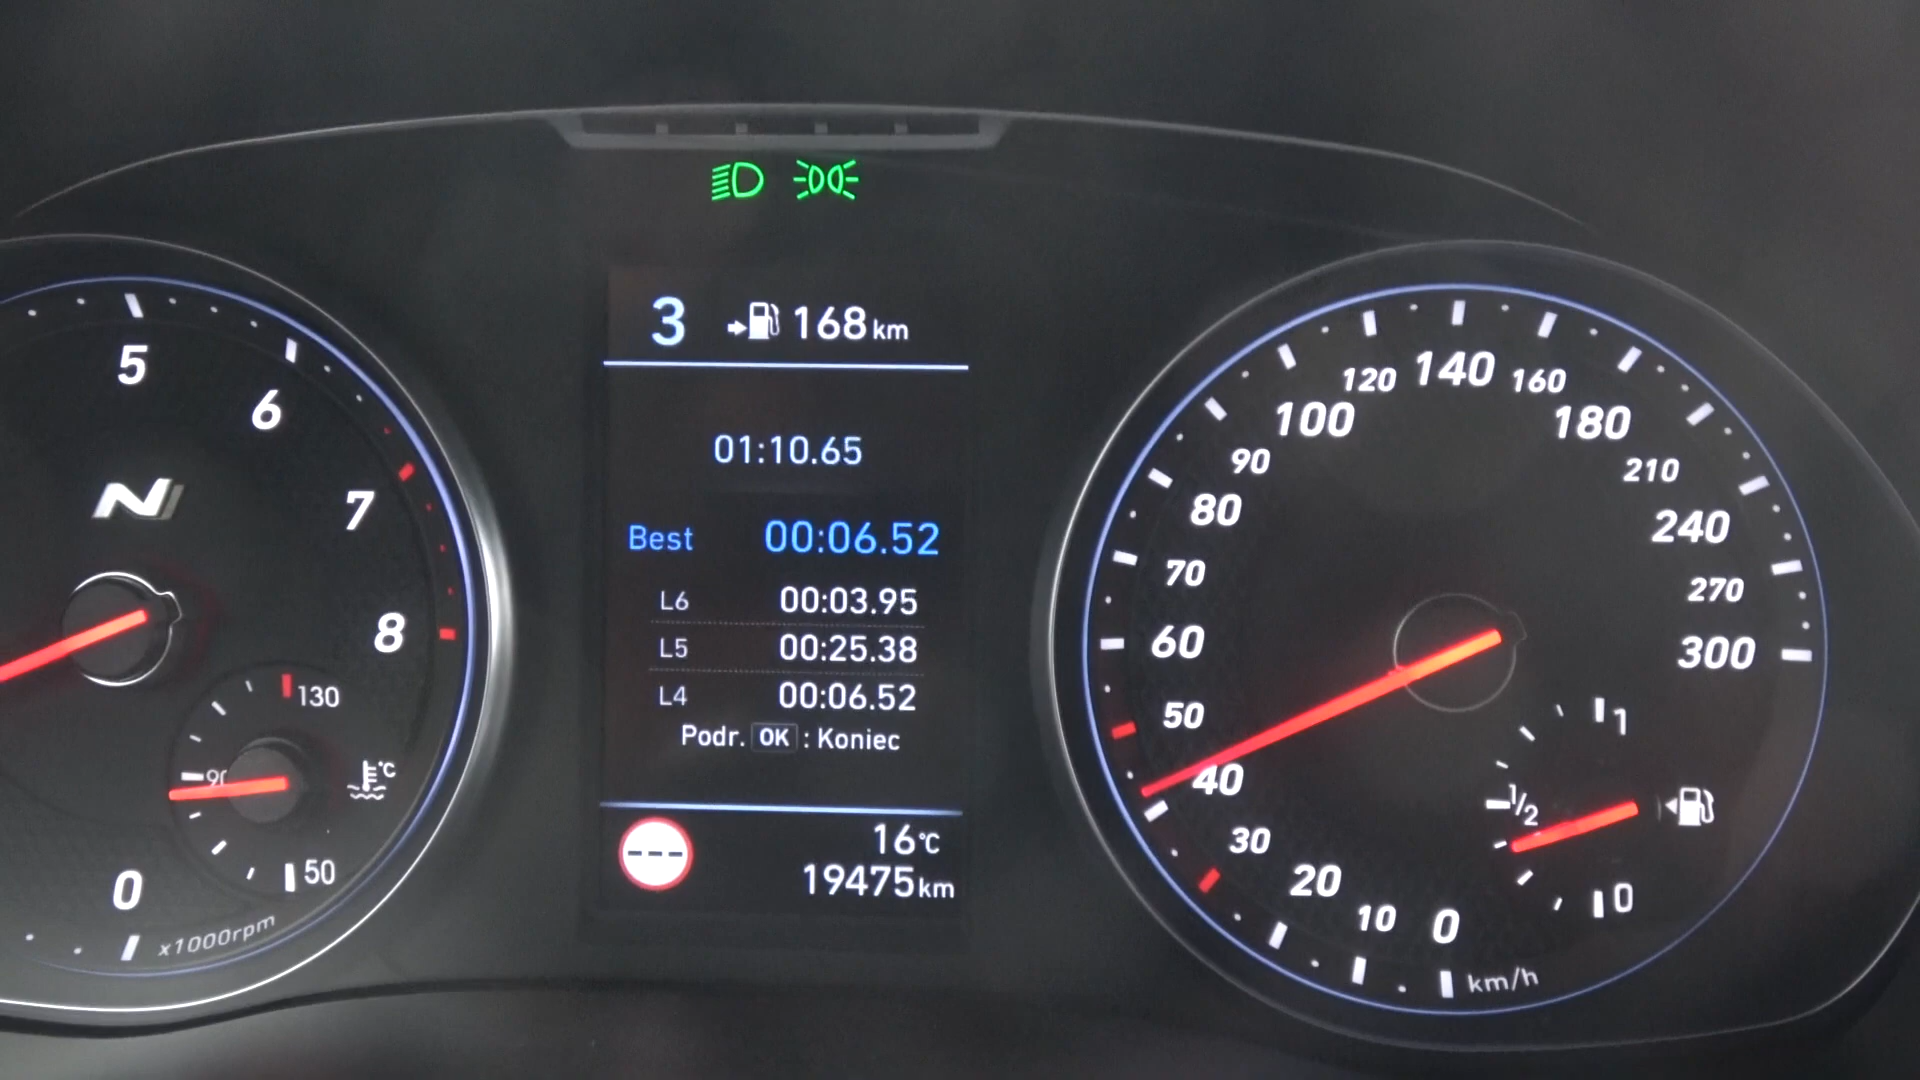 5
6
7
8
0
x1000rpm
N
130
90
50
°C
3 168 km
01:10.65
Best 00:06.52
L6 00:03.95
L5 00:25.38
L4 00:06.52
Podr. OK : Koniec
16°C
19475 km
0
10
20
30
40
50
60
70
80
90
100
120
140
160
180
210
240
270
300
km/h
1
1/2
0